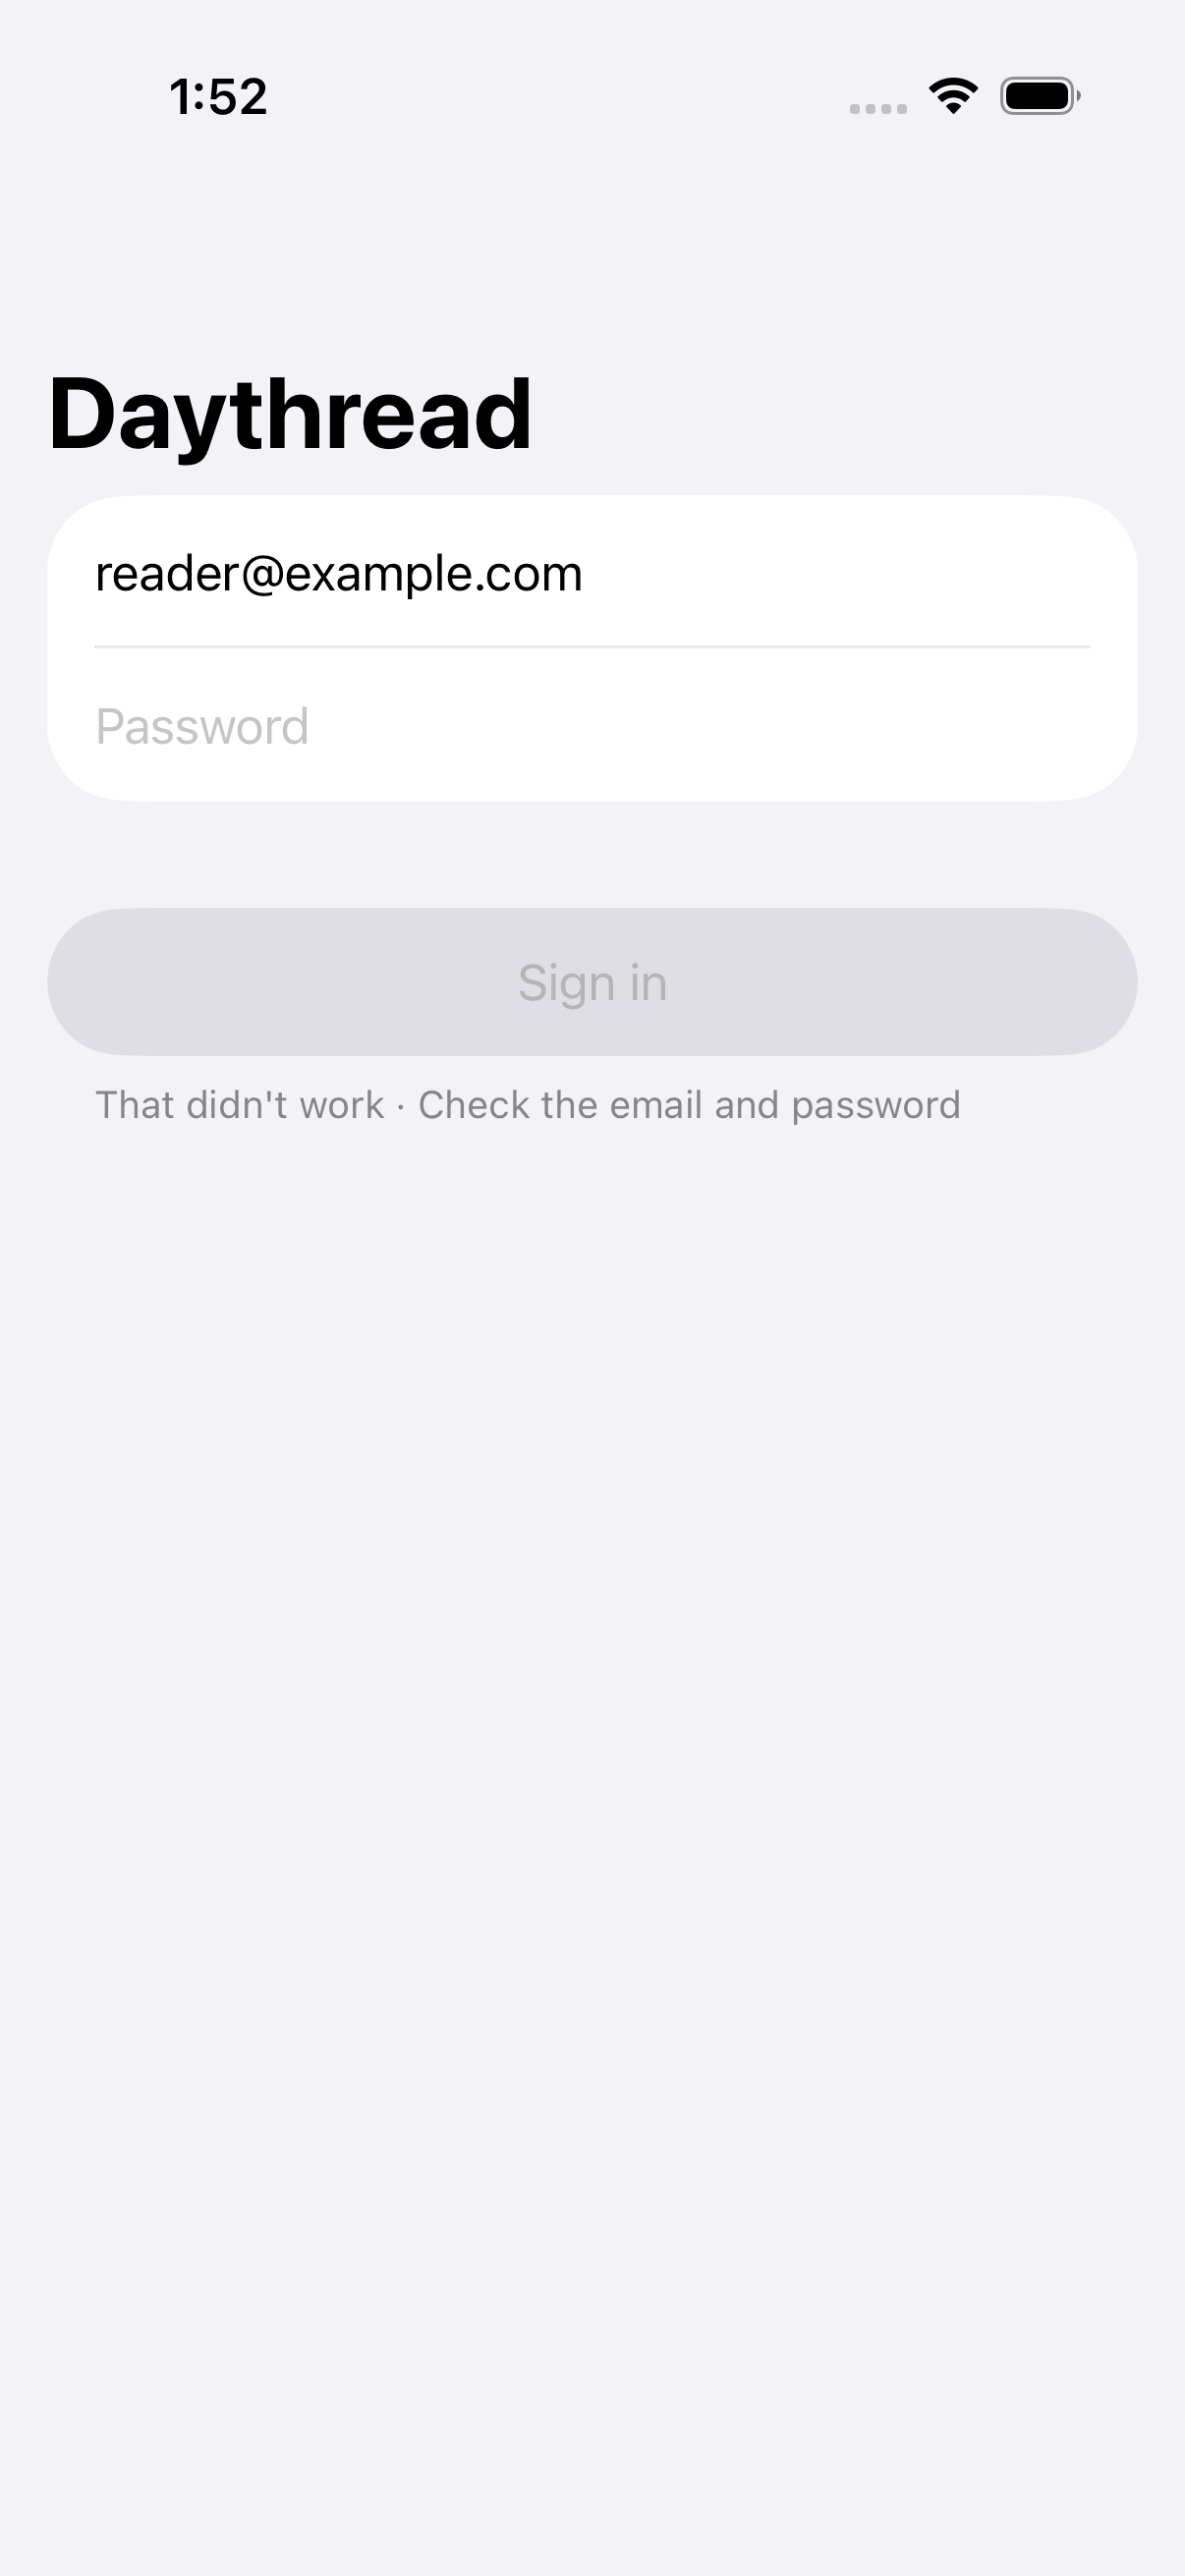 1:52
Daythread
reader@example.com
Password
Sign in
That didn't work · Check the email and password